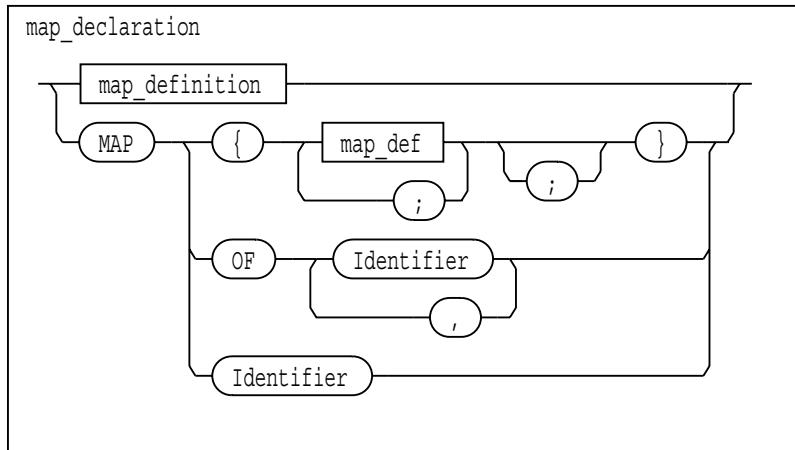 map_declaration
map_definition
MAP { map_def ; }
;
OF Identifier
,
Identifier